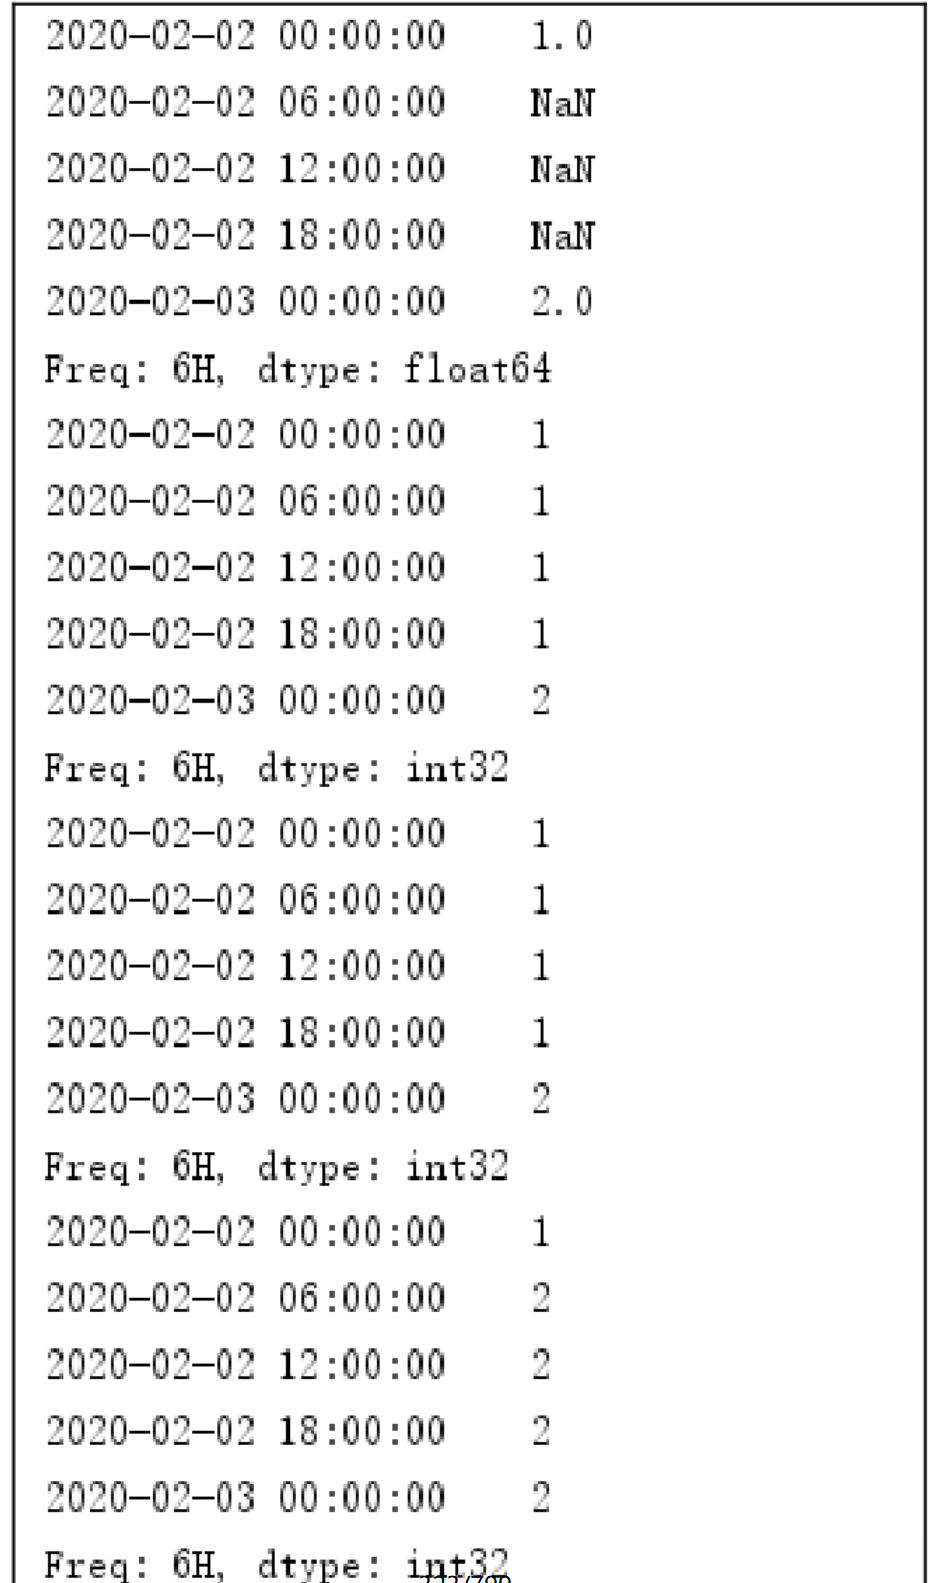 2020-02-02 00:00:00    1.0
2020-02-02 06:00:00    NaN
2020-02-02 12:00:00    NaN
2020-02-02 18:00:00    NaN
2020-02-03 00:00:00    2.0
Freq: 6H, dtype: float64
2020-02-02 00:00:00    1
2020-02-02 06:00:00    1
2020-02-02 12:00:00    1
2020-02-02 18:00:00    1
2020-02-03 00:00:00    2
Freq: 6H, dtype: int32
2020-02-02 00:00:00    1
2020-02-02 06:00:00    1
2020-02-02 12:00:00    1
2020-02-02 18:00:00    1
2020-02-03 00:00:00    2
Freq: 6H, dtype: int32
2020-02-02 00:00:00    1
2020-02-02 06:00:00    2
2020-02-02 12:00:00    2
2020-02-02 18:00:00    2
2020-02-03 00:00:00    2
Freq: 6H, dtype: int32